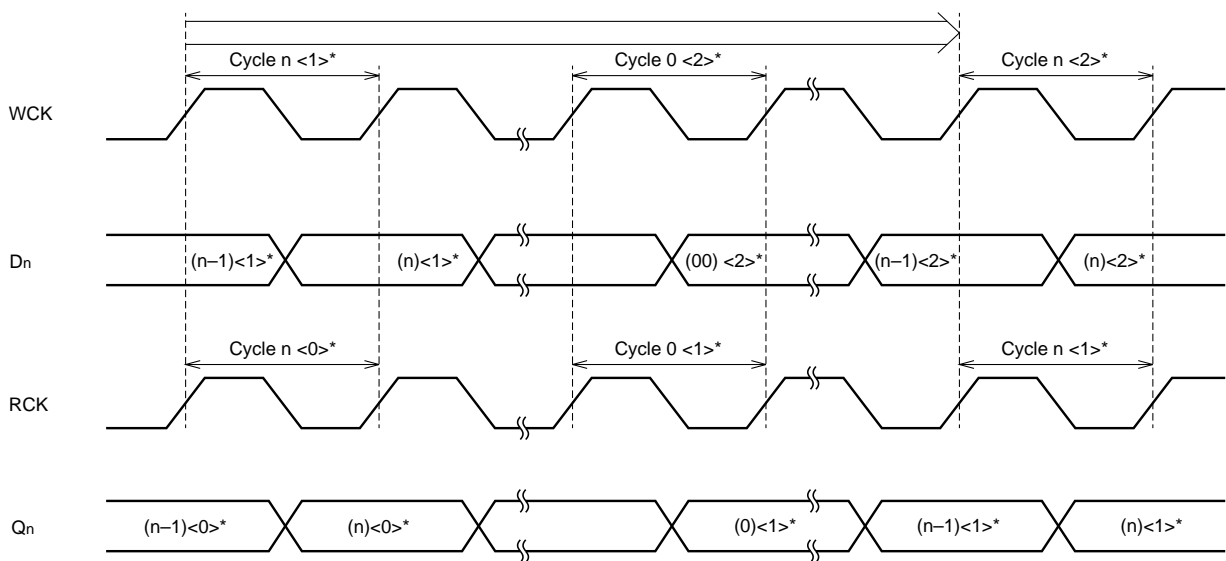 Cycle n <1>* Cycle 0 <2>* Cycle n <2>*
WCK
Dn (n–1)<1>* (n)<1>* (00) <2>* (n–1)<2>* (n)<2>*
Cycle n <0>* Cycle 0 <1>* Cycle n <1>*
RCK
Qn (n–1)<0>* (n)<0>* (0)<1>* (n–1)<1>* (n)<1>*